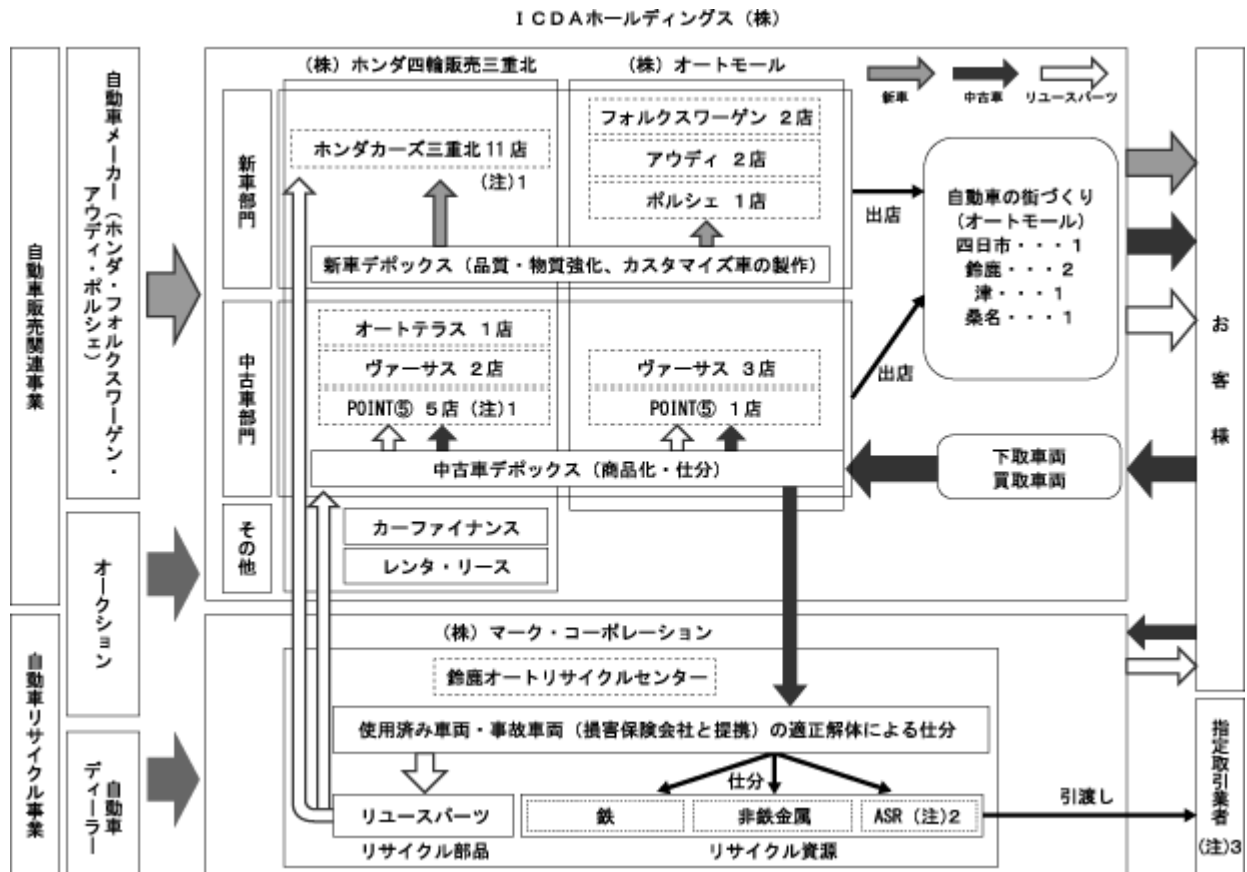 ＩＣＤＡホールディングス（株）
自動車販売関連事業
自動車メーカー（ホンダ・フォルクスワーゲン・
アウディ・ポルシェ）
オークション
自動車リサイクル事業
自動車
ディーラー
（株）ホンダ四輪販売三重北
（株）オートモール
新車
中古車
リユースパーツ
新車部門
ホンダカーズ三重北 11店
(注)1
フォルクスワーゲン ２店
アウディ ２店
ポルシェ １店
新車デポックス（品質・物質強化、カスタマイズ車の製作）
出店
自動車の街づくり
(オートモール)
四日市・・・１
鈴鹿・・・２
津・・・１
桑名・・・１
お客様
中古車部門
オートテラス １店
ヴァーサス ２店
POINT⑤ ５店 (注)１
ヴァーサス ３店
POINT⑤ １店
出店
中古車デポックス（商品化・仕分）
下取車両
買取車両
その他
カーファイナンス
レンタ・リース
（株）マーク・コーポレーション
鈴鹿オートリサイクルセンター
使用済み車両・事故車両（損害保険会社と提携）の適正解体による仕分
仕分
リユースパーツ
鉄
非鉄金属
ASR（注）２
引渡し
リサイクル部品
リサイクル資源
指定取引業者
(注)3